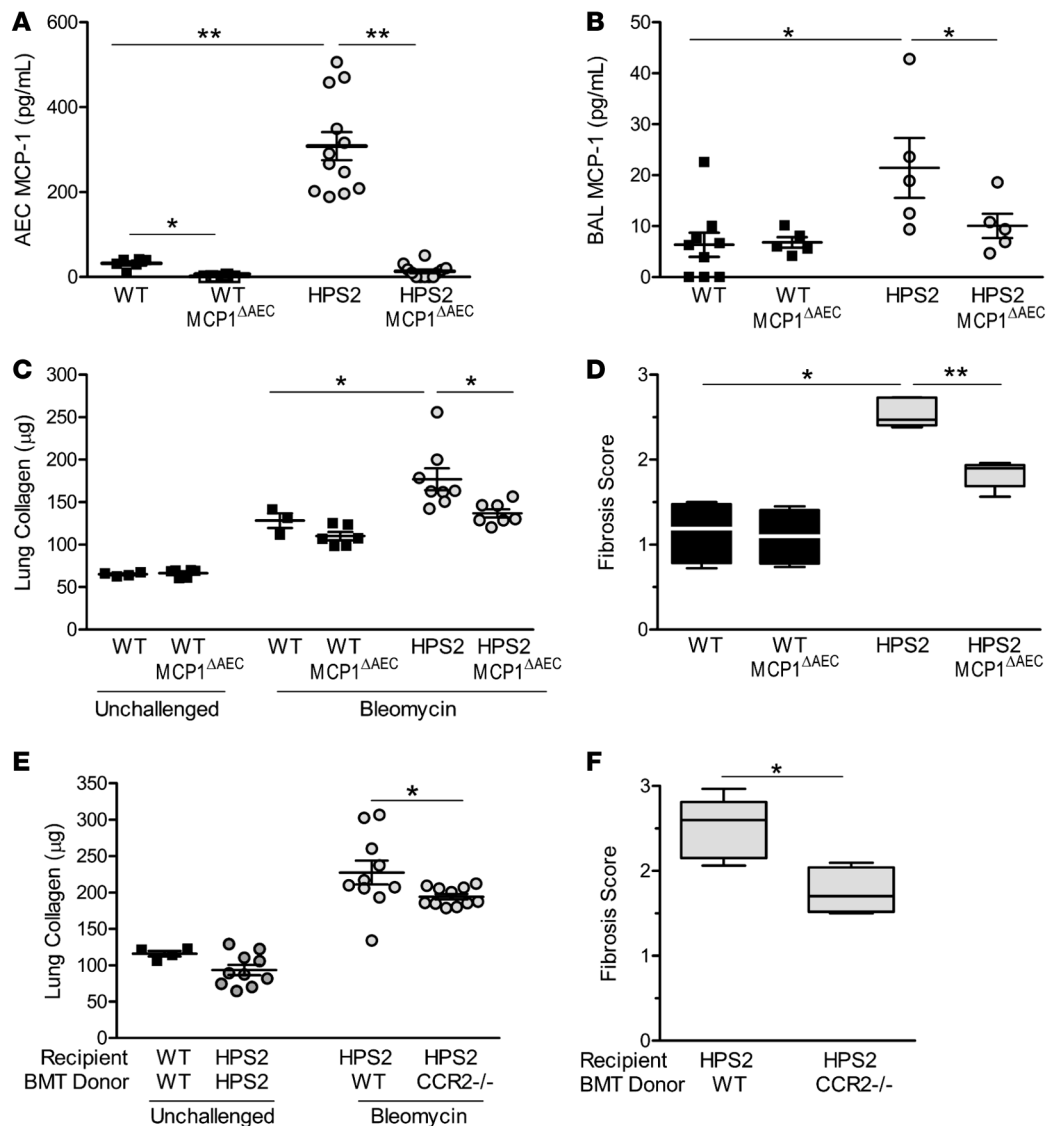 A
AEC MCP-1 (pg/mL)
600
400
200
0
**
**
*
WT
WT
MCP1ΔAEC
HPS2
HPS2
MCP1ΔAEC
B
BAL MCP-1 (pg/mL)
50
40
30
20
10
0
*
*
WT
WT
MCP1ΔAEC
HPS2
HPS2
MCP1ΔAEC
C
Lung Collagen (μg)
300
250
200
150
100
50
0
*
*
WT
WT
MCP1ΔAEC
WT
WT
MCP1ΔAEC
HPS2
HPS2
MCP1ΔAEC
Unchallenged
Bleomycin
D
Fibrosis Score
3
2
1
0
*
**
WT
WT
MCP1ΔAEC
HPS2
HPS2
MCP1ΔAEC
E
Lung Collagen (μg)
350
300
250
200
150
100
50
0
*
Recipient WT HPS2 HPS2 HPS2
BMT Donor WT HPS2 WT CCR2-/-
Unchallenged
Bleomycin
F
Fibrosis Score
3
2
1
0
*
Recipient HPS2 HPS2
BMT Donor WT CCR2-/-